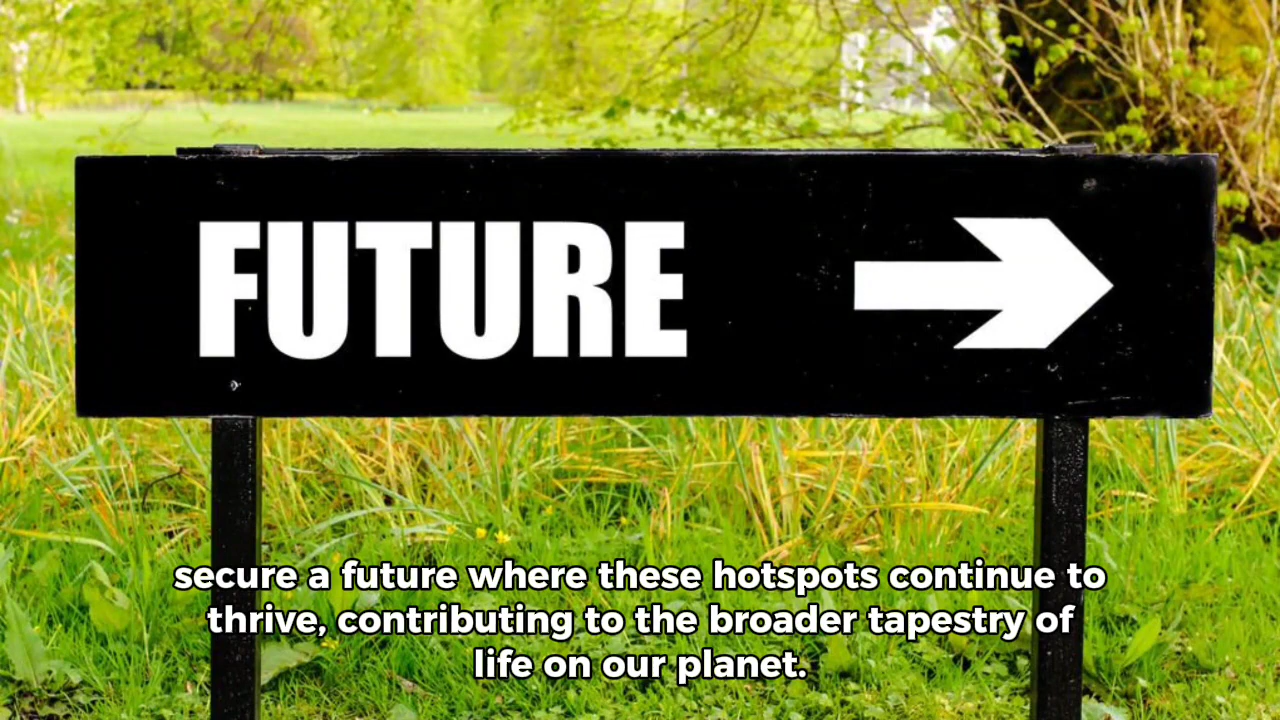 FUTURE
secure a future where these hotspots continue to
thrive, contributing to the broader tapestry of
life on our planet.